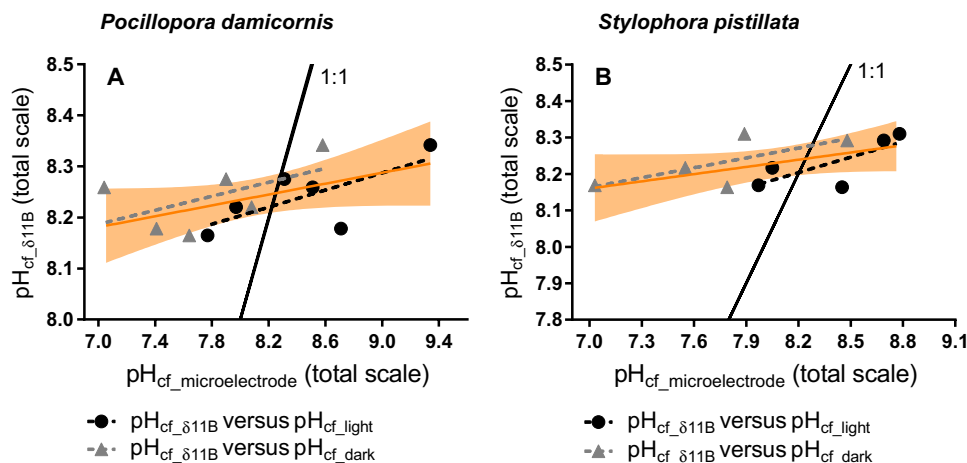 Pocillopora damicornis
Stylophora pistillata
A
1:1
8.5
8.4
8.3
8.2
8.1
8.0
pHcf_δ11B (total scale)
7.0 7.4 7.8 8.2 8.6 9.0 9.4
pHcf_microelectrode (total scale)
B
1:1
8.5
8.4
8.3
8.2
8.1
8.0
7.9
7.8
pHcf_δ11B (total scale)
7.0 7.3 7.6 7.9 8.2 8.5 8.8 9.1
pHcf_microelectrode (total scale)
pHcf_δ11B versus pHcf_light
pHcf_δ11B versus pHcf_dark
pHcf_δ11B versus pHcf_light
pHcf_δ11B versus pHcf_dark